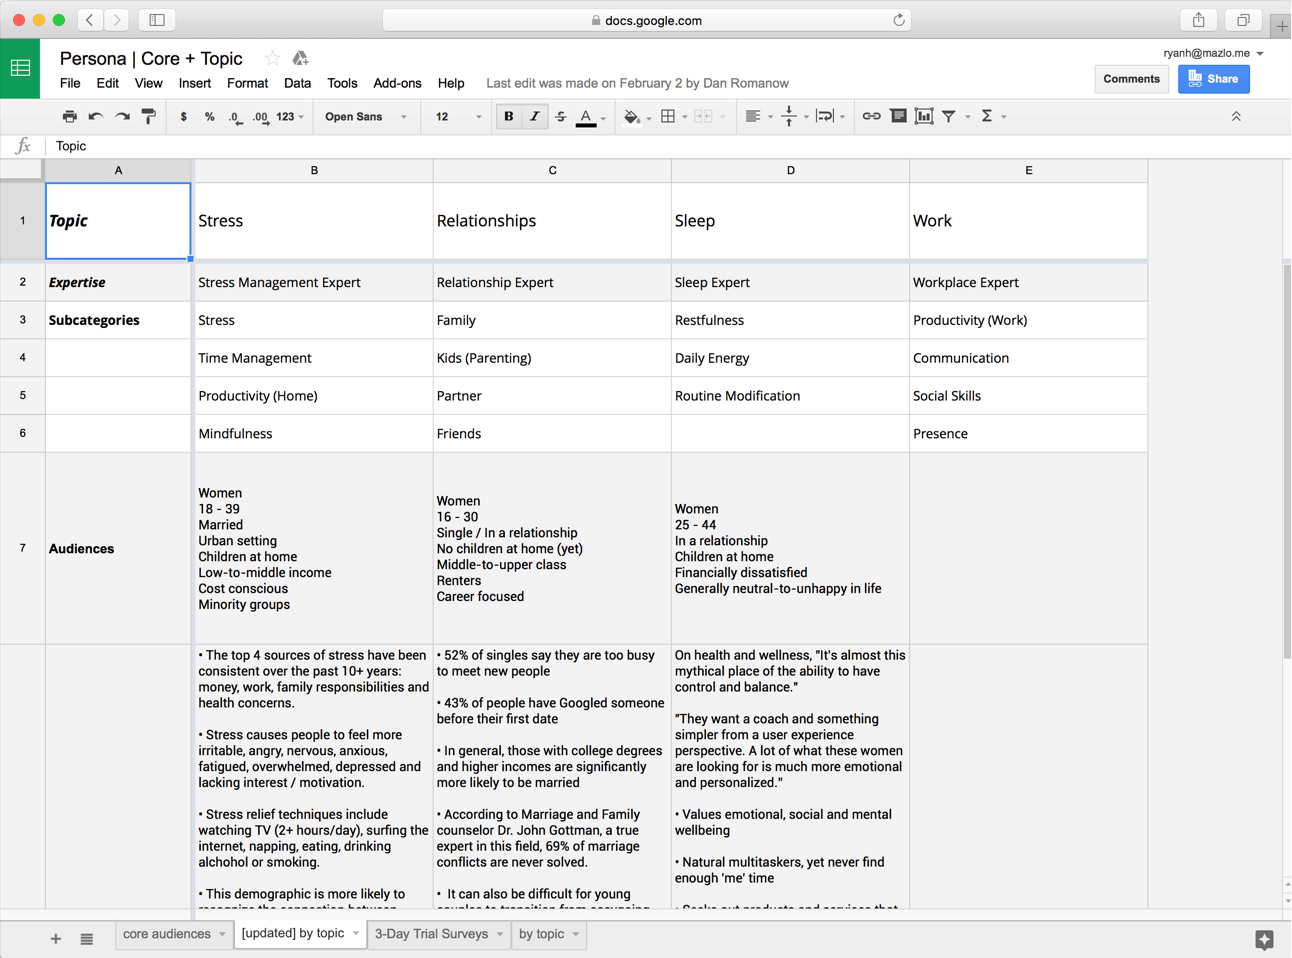 docs.google.com
Persona | Core + Topic
ryanh@mazlo.me
File Edit View Insert Format Data Tools Add-ons Help Last edit was made on February 2 by Dan Romanow
Comments
Share
$ % .0 .00 123 Open Sans 12 B I S A Σ
fx Topic
A B C D E
1 Topic Stress Relationships Sleep Work
2 Expertise Stress Management Expert Relationship Expert Sleep Expert Workplace Expert
3 Subcategories Stress Family Restfulness Productivity (Work)
4 Time Management Kids (Parenting) Daily Energy Communication
5 Productivity (Home) Partner Routine Modification Social Skills
6 Mindfulness Friends Presence
7 Audiences
Women
18 - 39
Married
Urban setting
Children at home
Low-to-middle income
Cost conscious
Minority groups
Women
16 - 30
Single / In a relationship
No children at home (yet)
Middle-to-upper class
Renters
Career focused
Women
25 - 44
In a relationship
Children at home
Financially dissatisfied
Generally neutral-to-unhappy in life
• The top 4 sources of stress have been
consistent over the past 10+ years:
money, work, family responsibilities and
health concerns.
• Stress causes people to feel more
irritable, angry, nervous, anxious,
fatigued, overwhelmed, depressed and
lacking interest / motivation.
• Stress relief techniques include
watching TV (2+ hours/day), surfing the
internet, napping, eating, drinking
alchohol or smoking.
• This demographic is more likely to
recognize the connection between
• 52% of singles say they are too busy
to meet new people
• 43% of people have Googled someone
before their first date
• In general, those with college degrees
and higher incomes are significantly
more likely to be married
• According to Marriage and Family
counselor Dr. John Gottman, a true
expert in this field, 69% of marriage
conflicts are never solved.
• It can also be difficult for young
couples to transition from
On health and wellness, "It's almost this
mythical place of the ability to have
control and balance."
"They want a coach and something
simpler from a user experience
perspective. A lot of what these women
are looking for is much more emotional
and personalized."
• Values emotional, social and mental
wellbeing
• Natural multitaskers, yet never find
enough 'me' time
• Seeks out products and services that
core audiences [updated] by topic 3-Day Trial Surveys by topic